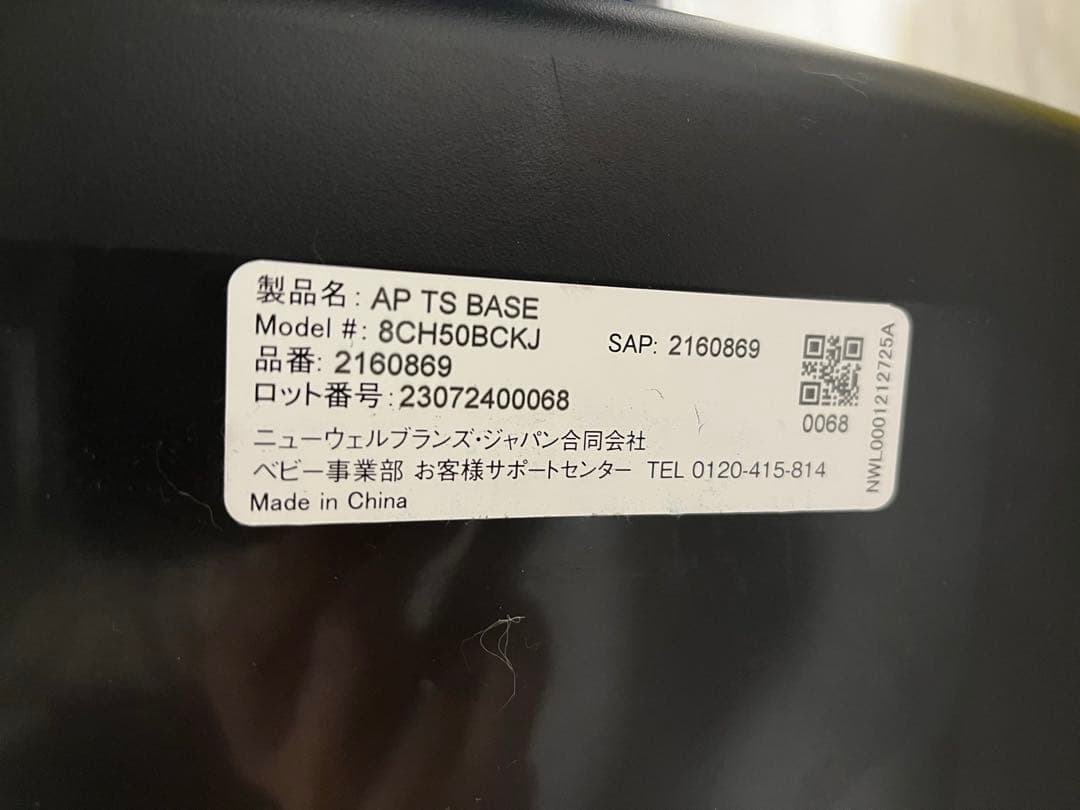 製品名: AP TS BASE
Model #: 8CH50BCKJ
SAP: 2160869
品番: 2160869
ロット番号: 23072400068
0068
NWL0001212725A
ニューウェルブランズ・ジャパン合同会社
ベビー事業部 お客様サポートセンター TEL 0120-415-814
Made in China